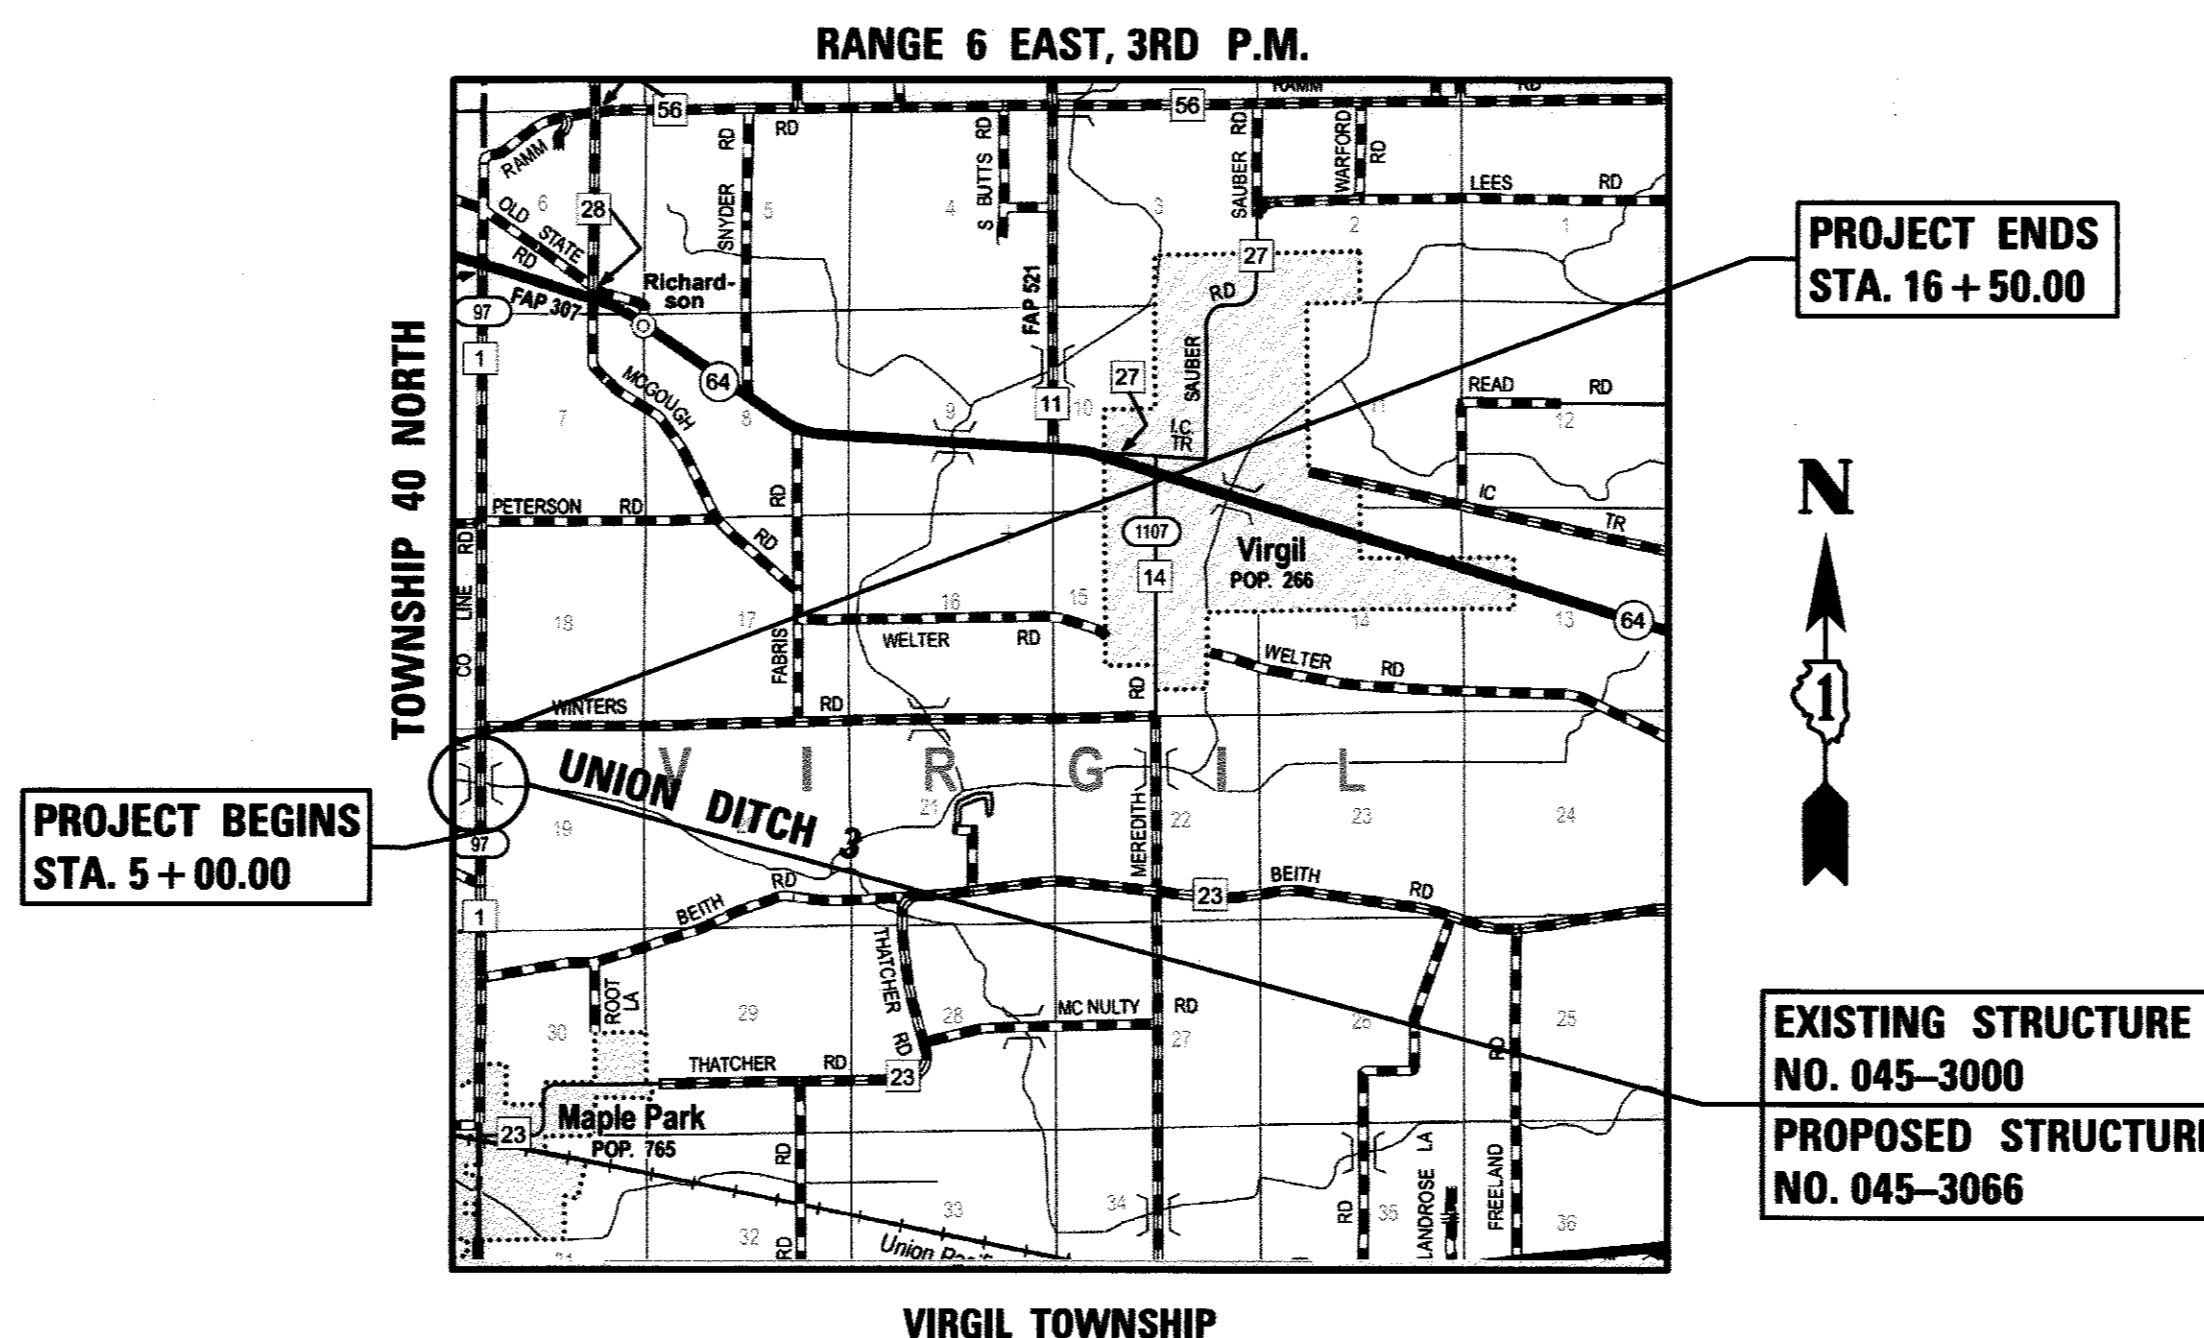 RANGE 6 EAST, 3RD P.M.
RAMM RD
56
56
RD
RAMM
RD
SNYDER
S BUTTS RD
SAUBER RD
WARFORD
RD
LEES RD
6
5
4
3
2
1
OLD STATE RD
28
Richard-
son
FAP 307
97
1
FAP 521
27
RD
SAUBER
27
PROJECT ENDS
STA. 16+50.00
TOWNSHIP 40 NORTH
64
MCGOUGH
RD
7
8
9
10
11
11
12
READ RD
I.C.
TR
IC TR
N
PETERSON RD
RD
FABRIS
1107
14
Virgil
POP. 266
CO LINE RD
18
17
16
15
14
13
64
WELTER RD
WELTER RD
RD
WINTERS RD
1
VIRGIL
UNION DITCH 3
PROJECT BEGINS
STA. 5+00.00
97
1
19
21
22
23
24
MEREDITH
BEITH RD
23
BEITH RD
THATCHER RD
ROOT LA
30
29
28
27
26
25
MC NULTY RD
THATCHER RD
23
RD
EXISTING STRUCTURE
NO. 045–3000
PROPOSED STRUCTURE
NO. 045–3066
Maple Park
POP. 765
23
RD
RD
32
33
34
35
36
RD
LANDROSE LA
FREELAND
Union
VIRGIL TOWNSHIP